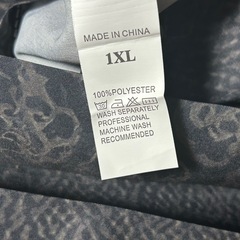 MADE IN CHINA
1XL
100%POLYESTER
WASH SEPARATELY
PROFESSIONAL
MACHINE WASH
RECOMMENDED